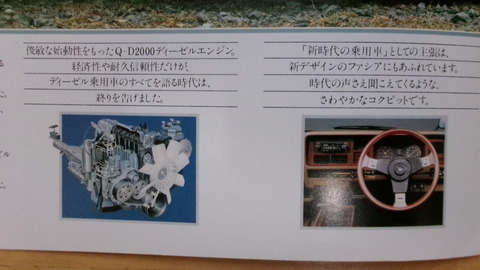 俊敏な始動性をもったQ-D2000ディーゼルエンジン。
経済性や耐久信頼性だけが、
ディーゼル乗用車のすべてを語る時代は、
終りを告げました。
「新時代の乗用車」としての主張は、
新デザインのファシアにもあふれています。
時代の声さえ聞こえてくるような、
さわやかなコクピットです。